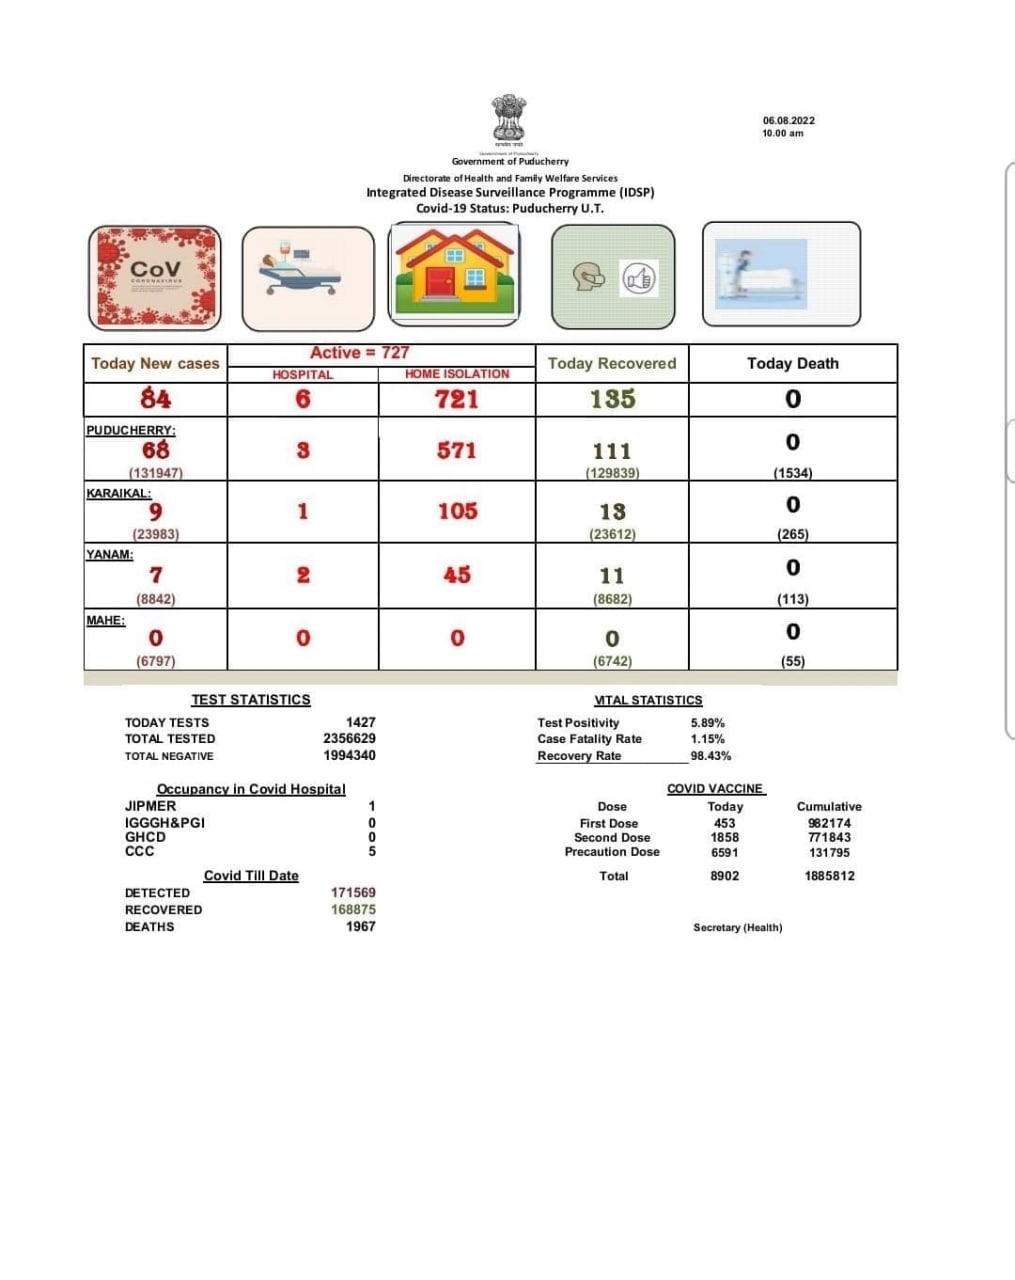 06.08.2022
10.00 am
सत्यमेव जयते
Government of Puducherry
Government of Puducherry
Directorate of Health and Family Welfare Services
Integrated Disease Surveillance Programme (IDSP)
Covid-19 Status: Puducherry U.T.
CoV
CORONAVIRUS
Today New cases Active = 727 Today Recovered Today Death
HOSPITAL HOME ISOLATION
84 6 721 135 0
PUDUCHERRY:
68 3 571 111 0
(131947) (129839) (1534)
KARAIKAL:
9 1 105 13 0
(23983) (23612) (265)
YANAM:
7 2 45 11 0
(8842) (8682) (113)
MAHE:
0 0 0 0 0
(6797) (6742) (55)
TEST STATISTICS
TODAY TESTS 1427
TOTAL TESTED 2356629
TOTAL NEGATIVE 1994340
VITAL STATISTICS
Test Positivity 5.89%
Case Fatality Rate 1.15%
Recovery Rate 98.43%
Occupancy in Covid Hospital
JIPMER 1
IGGGH&PGI 0
GHCD 0
CCC 5
COVID VACCINE
Dose Today Cumulative
First Dose 453 982174
Second Dose 1858 771843
Precaution Dose 6591 131795
Total 8902 1885812
Covid Till Date
DETECTED 171569
RECOVERED 168875
DEATHS 1967
Secretary (Health)